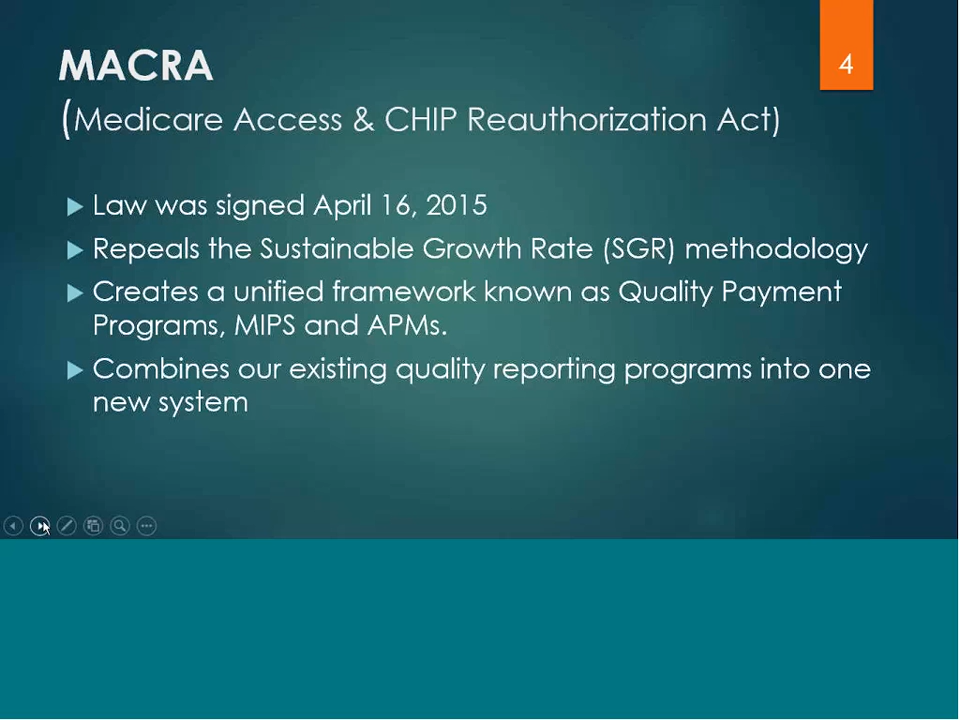 MACRA
4
(Medicare Access & CHIP Reauthorization Act)
Law was signed April 16, 2015
Repeals the Sustainable Growth Rate (SGR) methodology
Creates a unified framework known as Quality Payment
Programs, MIPS and APMs.
Combines our existing quality reporting programs into one
new system